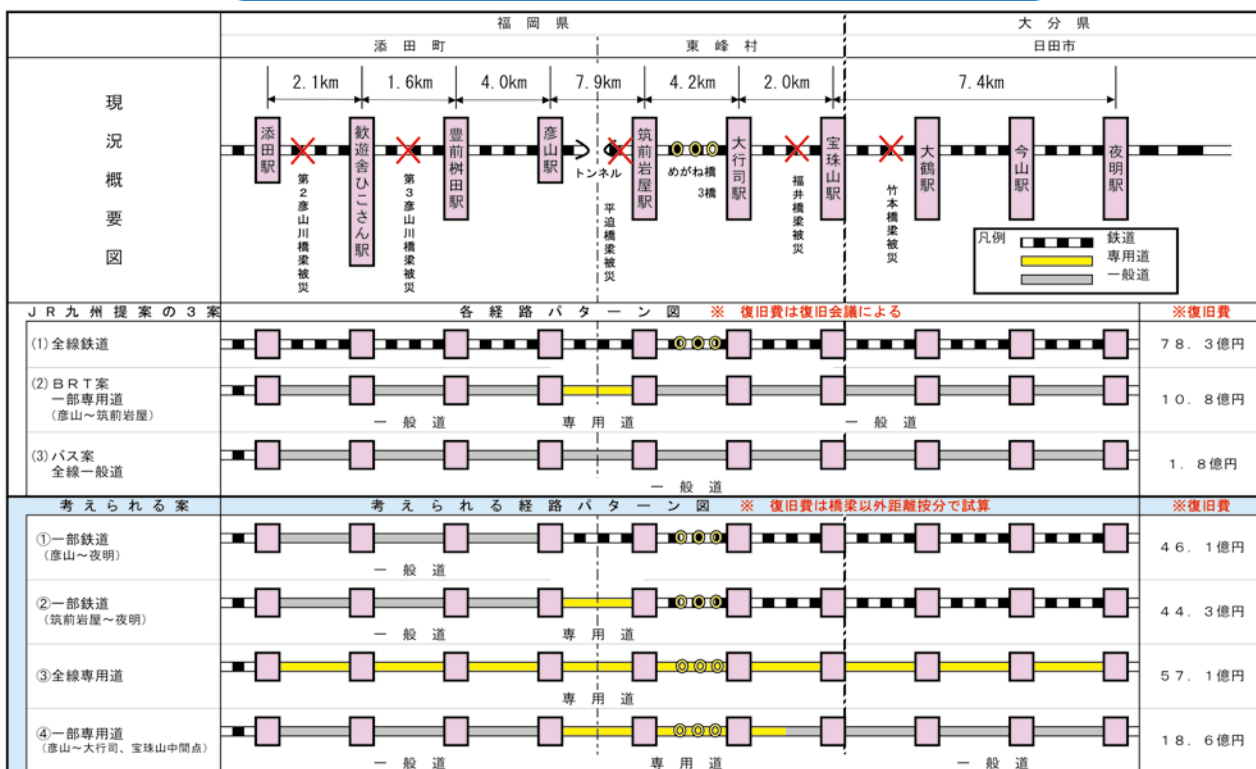 福岡県
大分県
添田町
東峰村
日田市
現況概要図
2.1km
1.6km
4.0km
7.9km
4.2km
2.0km
7.4km
添田駅
歓遊舎ひこさん駅
豊前桝田駅
彦山駅
筑前岩屋駅
大行司駅
宝珠山駅
大鶴駅
今山駅
夜明駅
第2彦山川橋梁被災
第3彦山川橋梁被災
トンネル
平迫橋梁被災
めがね橋
3橋
福井橋梁被災
竹本橋梁被災
凡例
鉄道
専用道
一般道
JR九州提案の3案
各経路パターン図 ※ 復旧費は復旧会議による
※復旧費
(1)全線鉄道
78.3億円
(2)BRT案
一部専用道
(彦山~筑前岩屋)
一般道
専用道
一般道
10.8億円
(3)バス案
全線一般道
一般道
1.8億円
考えられる案
考えられる経路パターン図 ※ 復旧費は橋梁以外距離按分で試算
※復旧費
①一部鉄道
(彦山~夜明)
一般道
46.1億円
②一部鉄道
(筑前岩屋~夜明)
一般道
専用道
44.3億円
③全線専用道
専用道
57.1億円
④一部専用道
(彦山~大行司、宝珠山中間点)
一般道
専用道
一般道
18.6億円